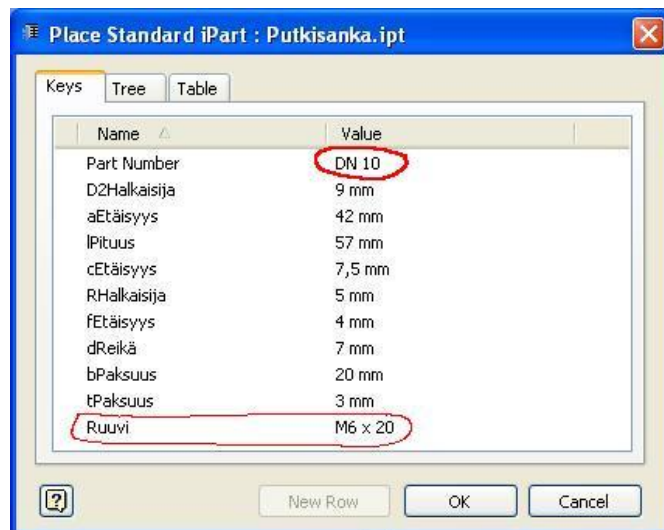 Place Standard iPart : Putkisanka.ipt
Keys Tree Table
Name Value
Part Number DN 10
D2Halkaisija 9 mm
aEtäisyys 42 mm
lPituus 57 mm
cEtäisyys 7,5 mm
RHalkaisija 5 mm
fEtäisyys 4 mm
dReikä 7 mm
bPaksuus 20 mm
tPaksuus 3 mm
Ruuvi M6 x 20
New Row OK Cancel